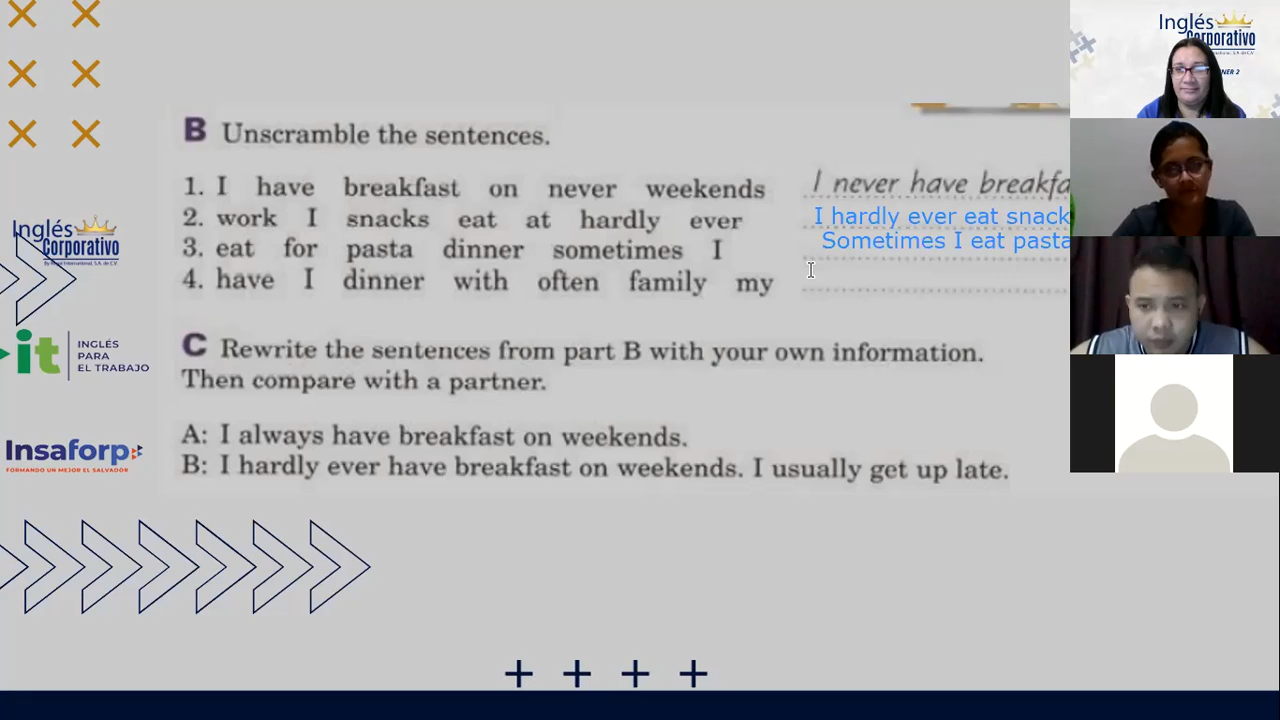 Inglés
Corporativo
B Unscramble the sentences.
1. I have breakfast on never weekends
I never have breakfa
2. work I snacks eat at hardly ever
I hardly ever eat snack
3. eat for pasta dinner sometimes I
Sometimes I eat pasta
4. have I dinner with often family my
C Rewrite the sentences from part B with your own information.
Then compare with a partner.
A: I always have breakfast on weekends.
B: I hardly ever have breakfast on weekends. I usually get up late.
Inglés
Corporativo
it
INGLÉS
PARA
EL TRABAJO
Insaforp
FORMANDO UN MEJOR EL SALVADOR